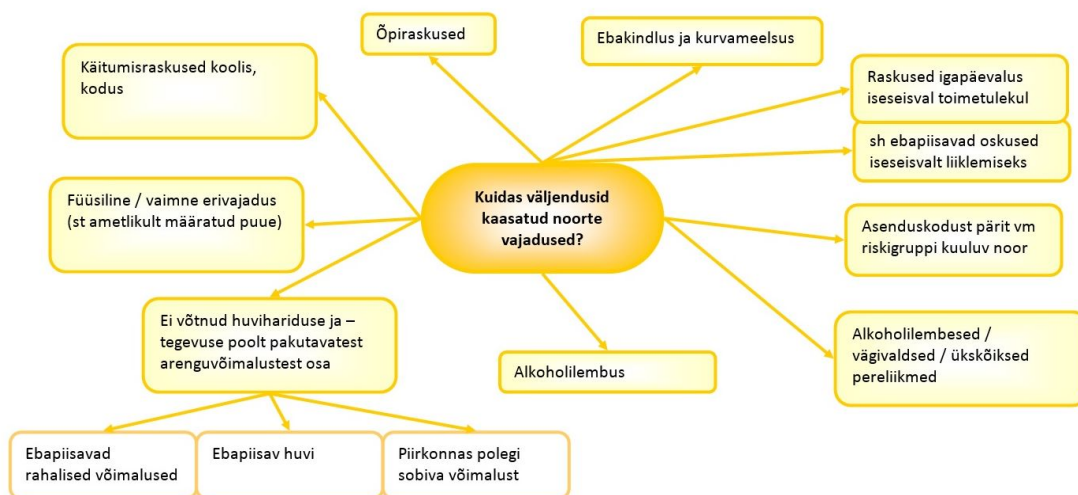 Õpiraskused
Ebakindlus ja kurvameelsus
Käitumisraskused koolis,
kodus
Raskused igapäevalus
iseseisval toimetulekul
sh ebapiisavad oskused
iseseisvalt liiklemiseks
Kuidas väljendusid
kaasatud noorte
vajadused?
Füüsiline / vaimne erivajadus
(st ametlikult määratud puue)
Asenduskodust pärit vm
riskigruppi kuuluv noor
Ei võtnud huvihariduse ja –
tegevuse poolt pakutavatest
arenguvõimalustest osa
Alkoholilembus
Alkoholilembesed /
vägivaldsed / ükskõiksed
pereliikmed
Ebapiisavad
rahalised võimalused
Ebapiisav huvi
Piirkonnas polegi
sobiva võimalust